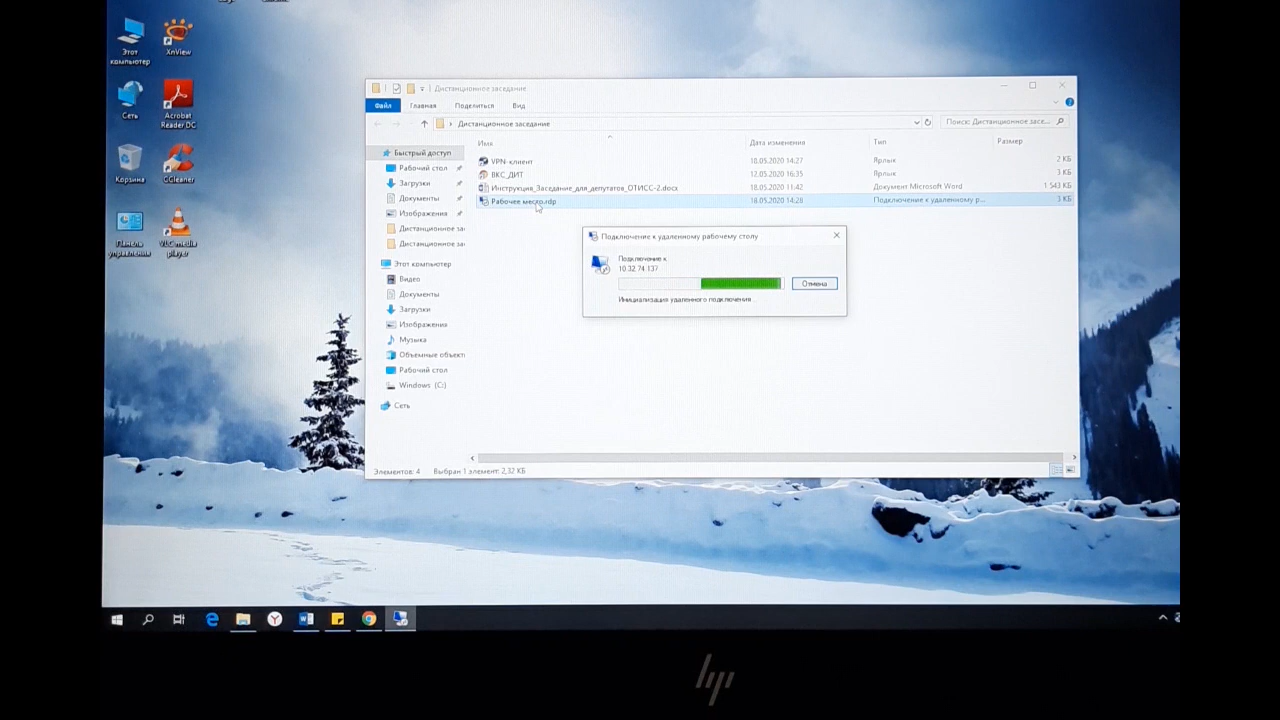 Этот компьютер
XnView
Сеть
Acrobat Reader DC
Корзина
CCleaner
Панель управления
VLC media player
Дистанционное заседание
Файл
Главная
Поделиться
Вид
Дистанционное заседание
Поиск: Дистанционное засе...
Имя
Дата изменения
Тип
Размер
VPN-клиент
18.05.2020 14:27
Ярлык
2 КБ
ВКС_ДИТ
12.05.2020 16:35
Ярлык
3 КБ
Инструкция_Заседание_для_депутатов_ОТИСС-2.docx
18.05.2020 11:42
Документ Microsoft Word
1 543 КБ
Рабочее место.rdp
18.05.2020 14:28
Подключение к удаленному р...
3 КБ
Быстрый доступ
Рабочий стол
Загрузки
Документы
Изображения
Дистанционное за
Дистанционное за
Этот компьютер
Видео
Документы
Загрузки
Изображения
Музыка
Объемные объект
Рабочий стол
Windows (C:)
Сеть
Подключение к удаленному рабочему столу
Подключение к:
10.32.74.137
Отмена
Инициализация удаленного подключения...
Элементов: 4
Выбран 1 элемент: 2,32 КБ
hp